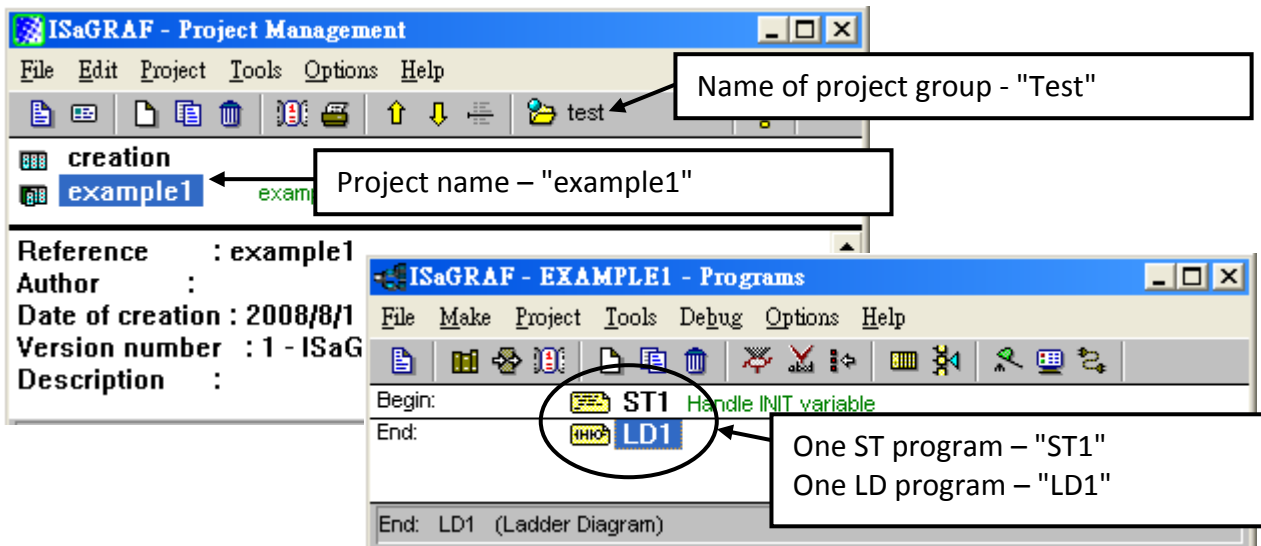 ISaGRAF - Project Management
File Edit Project Tools Options Help
test
Name of project group - "Test"
creation
example1
Project name – "example1"
Reference : example1
Author :
Date of creation : 2008/8/1
Version number : 1 - ISaG
Description :
ISaGRAF - EXAMPLE1 - Programs
File Make Project Tools Debug Options Help
Begin: ST1 Handle INIT variable
End: LD1
One ST program – "ST1"
One LD program – "LD1"
End: LD1 (Ladder Diagram)